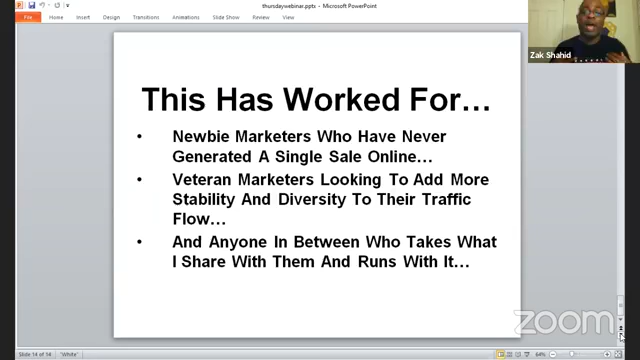 thursdaywebinar.ppts - Microsoft PowerPoint
File Home Insert Design Transitions Animations Slide Show Review View
Zak Shahid
This Has Worked For…
• Newbie Marketers Who Have Never
Generated A Single Sale Online…
• Veteran Marketers Looking To Add More
Stability And Diversity To Their Traffic
Flow…
• And Anyone In Between Who Takes What
I Share With Them And Runs With It…
zoom
Slide 14 of 14 "White" 64%